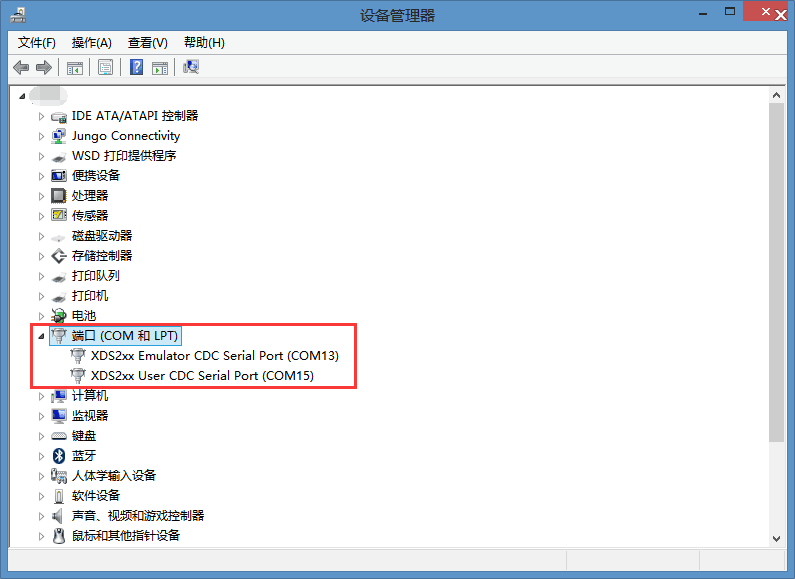 设备管理器
文件(F) 操作(A) 查看(V) 帮助(H)
IDE ATA/ATAPI 控制器
Jungo Connectivity
WSD 打印提供程序
便携设备
处理器
传感器
磁盘驱动器
存储控制器
打印队列
打印机
电池
端口 (COM 和 LPT)
XDS2xx Emulator CDC Serial Port (COM13)
XDS2xx User CDC Serial Port (COM15)
计算机
监视器
键盘
蓝牙
人体学输入设备
软件设备
声音、视频和游戏控制器
鼠标和其他指针设备